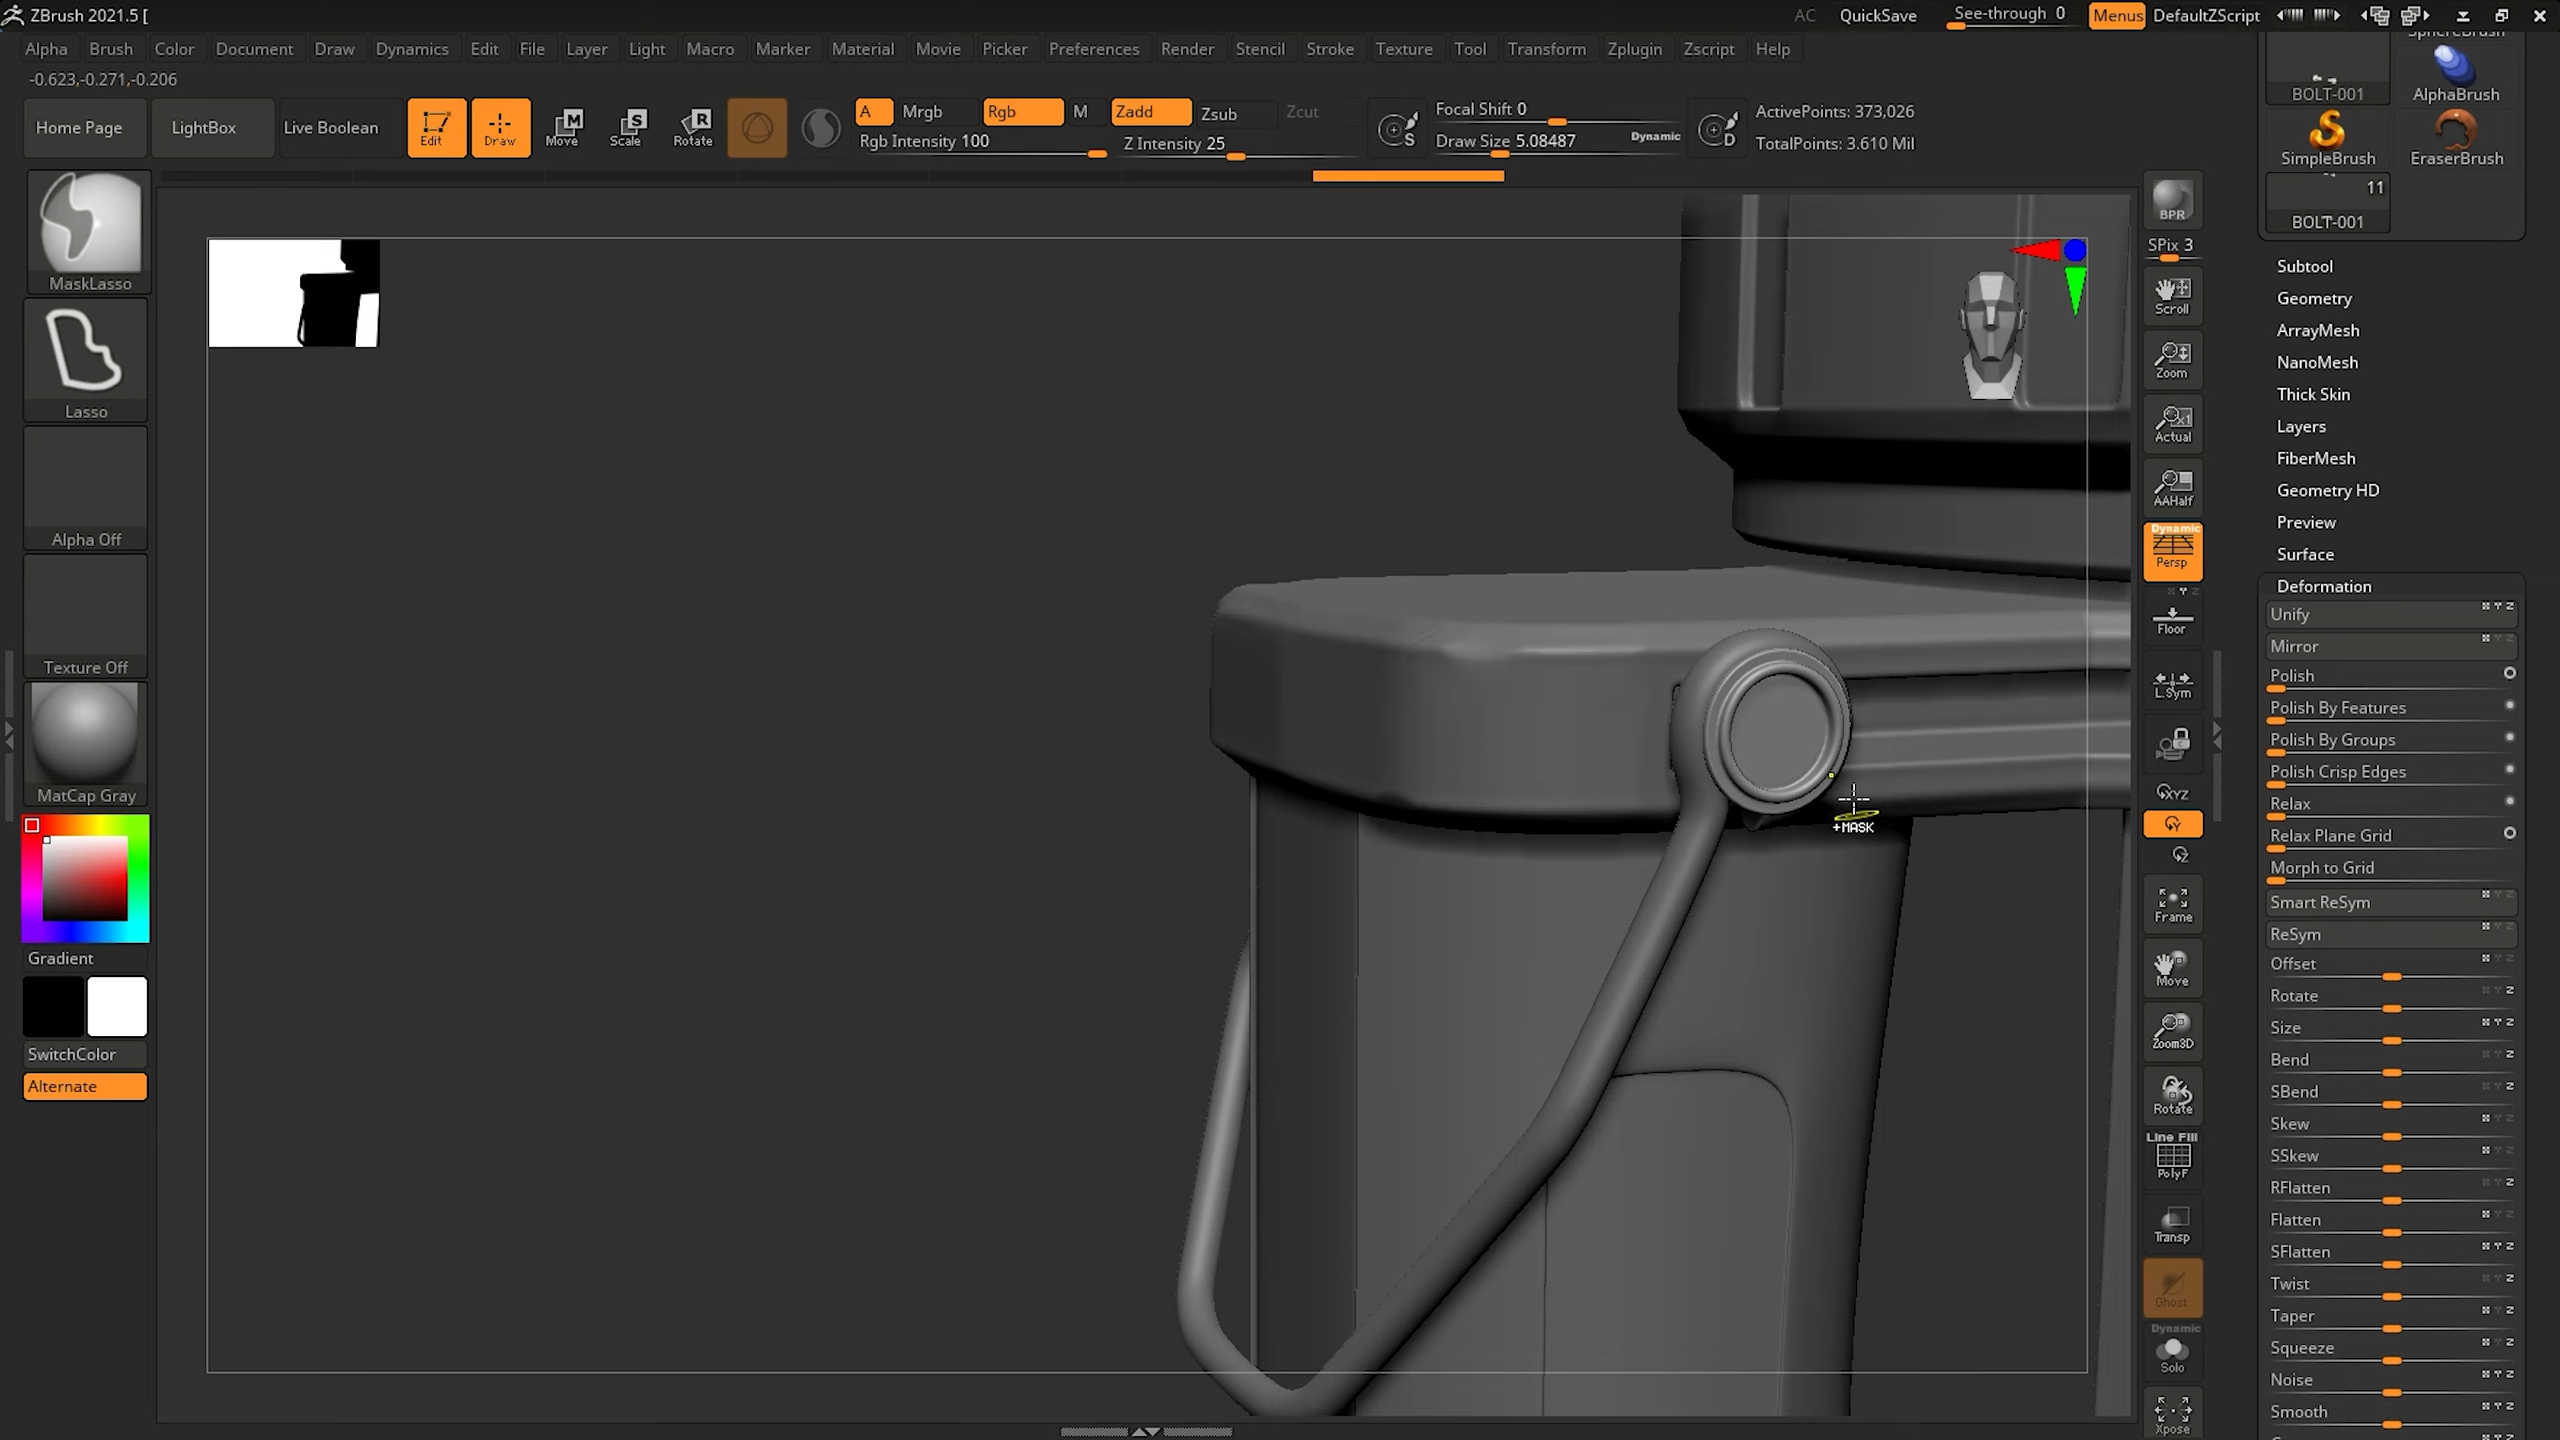 ZBrush 2021.5 [
AC QuickSave See-through 0 Menus DefaultZScript
Alpha Brush Color Document Draw Dynamics Edit File Layer Light Macro Marker Material Movie Picker Preferences Render Stencil Stroke Texture Tool Transform Zplugin Zscript Help
-0.623,-0.271,-0.206
Home Page LightBox Live Boolean Edit Draw Move Scale Rotate
M S R
A Mrgb Rgb M Zadd Zsub Zcut
Rgb Intensity 100 Z Intensity 25
S Focal Shift 0
Draw Size 5.08487 Dynamic D
ActivePoints: 373,026
TotalPoints: 3.610 Mil
MaskLasso
Lasso
Alpha Off
Texture Off
MatCap Gray
Gradient
SwitchColor
Alternate
+MASK
BPR
SPix 3
Scroll
Zoom
x1
Actual
AAHalf
Dynamic
Persp
X Y Z
Floor
L.Sym
XYZ
Y
Z
Frame
Move
Zoom3D
Rotate
Line Fill
PolyF
Transp
Ghost
Dynamic
Solo
Xpose
BOLT-001 AlphaBrush
SimpleBrush EraserBrush
11
BOLT-001
Subtool
Geometry
ArrayMesh
NanoMesh
Thick Skin
Layers
FiberMesh
Geometry HD
Preview
Surface
Deformation
Unify X Y Z
Mirror X Y Z
Polish
Polish By Features
Polish By Groups
Polish Crisp Edges
Relax
Relax Plane Grid
Morph to Grid
Smart ReSym X Y Z
ReSym X Y Z
Offset X Y Z
Rotate X Y Z
Size X Y Z
Bend X Y Z
SBend X Y Z
Skew X Y Z
SSkew X Y Z
RFlatten X Y Z
Flatten X Y Z
SFlatten X Y Z
Twist X Y Z
Taper X Y Z
Squeeze X Y Z
Noise X Y Z
Smooth X Y Z